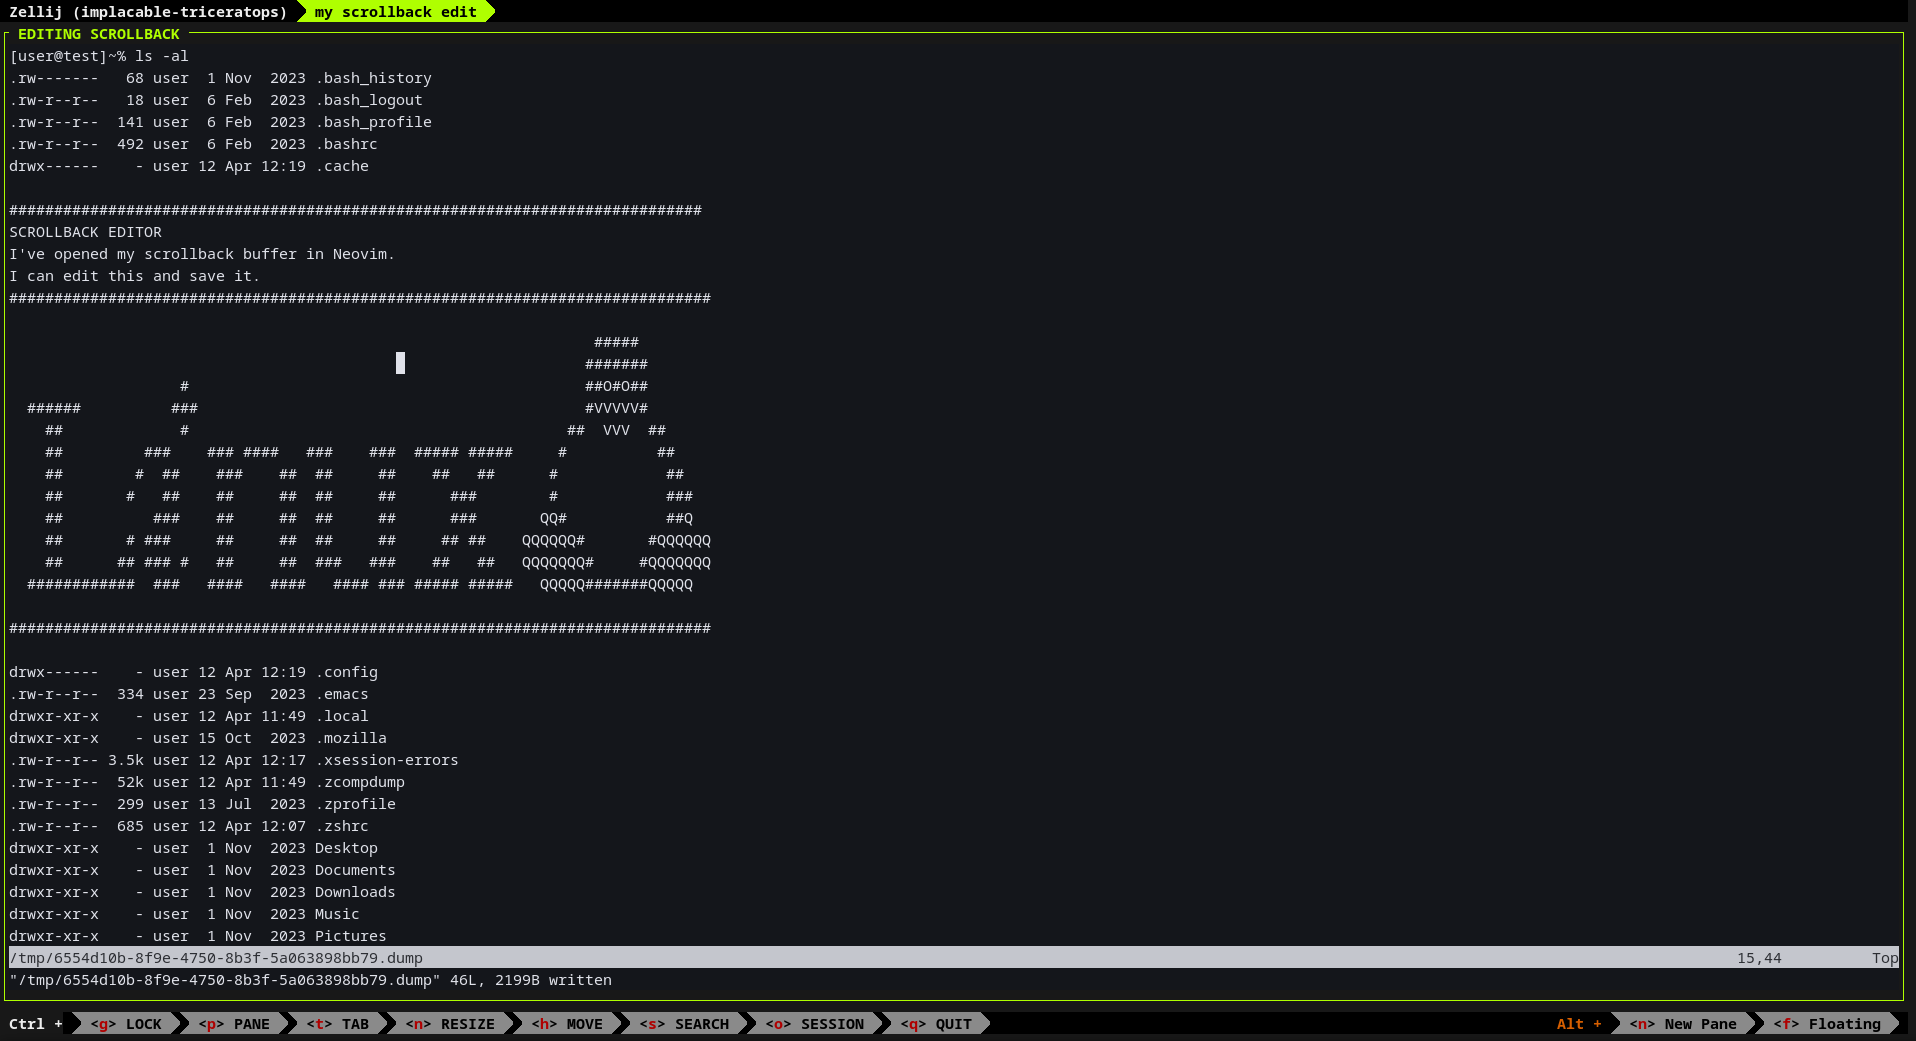 Zellij (implacable-triceratops)  my scrollback edit
EDITING SCROLLBACK
[user@test]~% ls -al
.rw-------   68 user  1 Nov  2023 .bash_history
.rw-r--r--   18 user  6 Feb  2023 .bash_logout
.rw-r--r--  141 user  6 Feb  2023 .bash_profile
.rw-r--r--  492 user  6 Feb  2023 .bashrc
drwx------    - user 12 Apr 12:19 .cache

#############################################################################
SCROLLBACK EDITOR
I've opened my scrollback buffer in Neovim.
I can edit this and save it.
##############################################################################

                                                                 #####
                                                                #######
                   #                                            ##O#O##
  ######          ###                                           #VVVVV#
    ##             #                                          ##  VVV  ##
    ##         ###    ### ####   ###    ###  ##### #####     #          ##
    ##        #  ##    ###    ##  ##     ##    ##   ##      #            ##
    ##       #   ##    ##     ##  ##     ##      ###        #            ###
    ##          ###    ##     ##  ##     ##      ###       QQ#           ##Q
    ##       # ###     ##     ##  ##     ##     ## ##    QQQQQQ#       #QQQQQQ
    ##      ## ### #   ##     ##  ###   ###    ##   ##   QQQQQQQ#     #QQQQQQQ
  ############  ###   ####   ####   #### ### ##### #####   QQQQQ#######QQQQQ

##############################################################################

drwx------    - user 12 Apr 12:19 .config
.rw-r--r--  334 user 23 Sep  2023 .emacs
drwxr-xr-x    - user 12 Apr 11:49 .local
drwxr-xr-x    - user 15 Oct  2023 .mozilla
.rw-r--r-- 3.5k user 12 Apr 12:17 .xsession-errors
.rw-r--r--  52k user 12 Apr 11:49 .zcompdump
.rw-r--r--  299 user 13 Jul  2023 .zprofile
.rw-r--r--  685 user 12 Apr 12:07 .zshrc
drwxr-xr-x    - user  1 Nov  2023 Desktop
drwxr-xr-x    - user  1 Nov  2023 Documents
drwxr-xr-x    - user  1 Nov  2023 Downloads
drwxr-xr-x    - user  1 Nov  2023 Music
drwxr-xr-x    - user  1 Nov  2023 Pictures
/tmp/6554d10b-8f9e-4750-8b3f-5a063898bb79.dump 15,44 Top
"/tmp/6554d10b-8f9e-4750-8b3f-5a063898bb79.dump" 46L, 2199B written
Ctrl + <g> LOCK <p> PANE <t> TAB <n> RESIZE <h> MOVE <s> SEARCH <o> SESSION <q> QUIT Alt + <n> New Pane <f> Floating